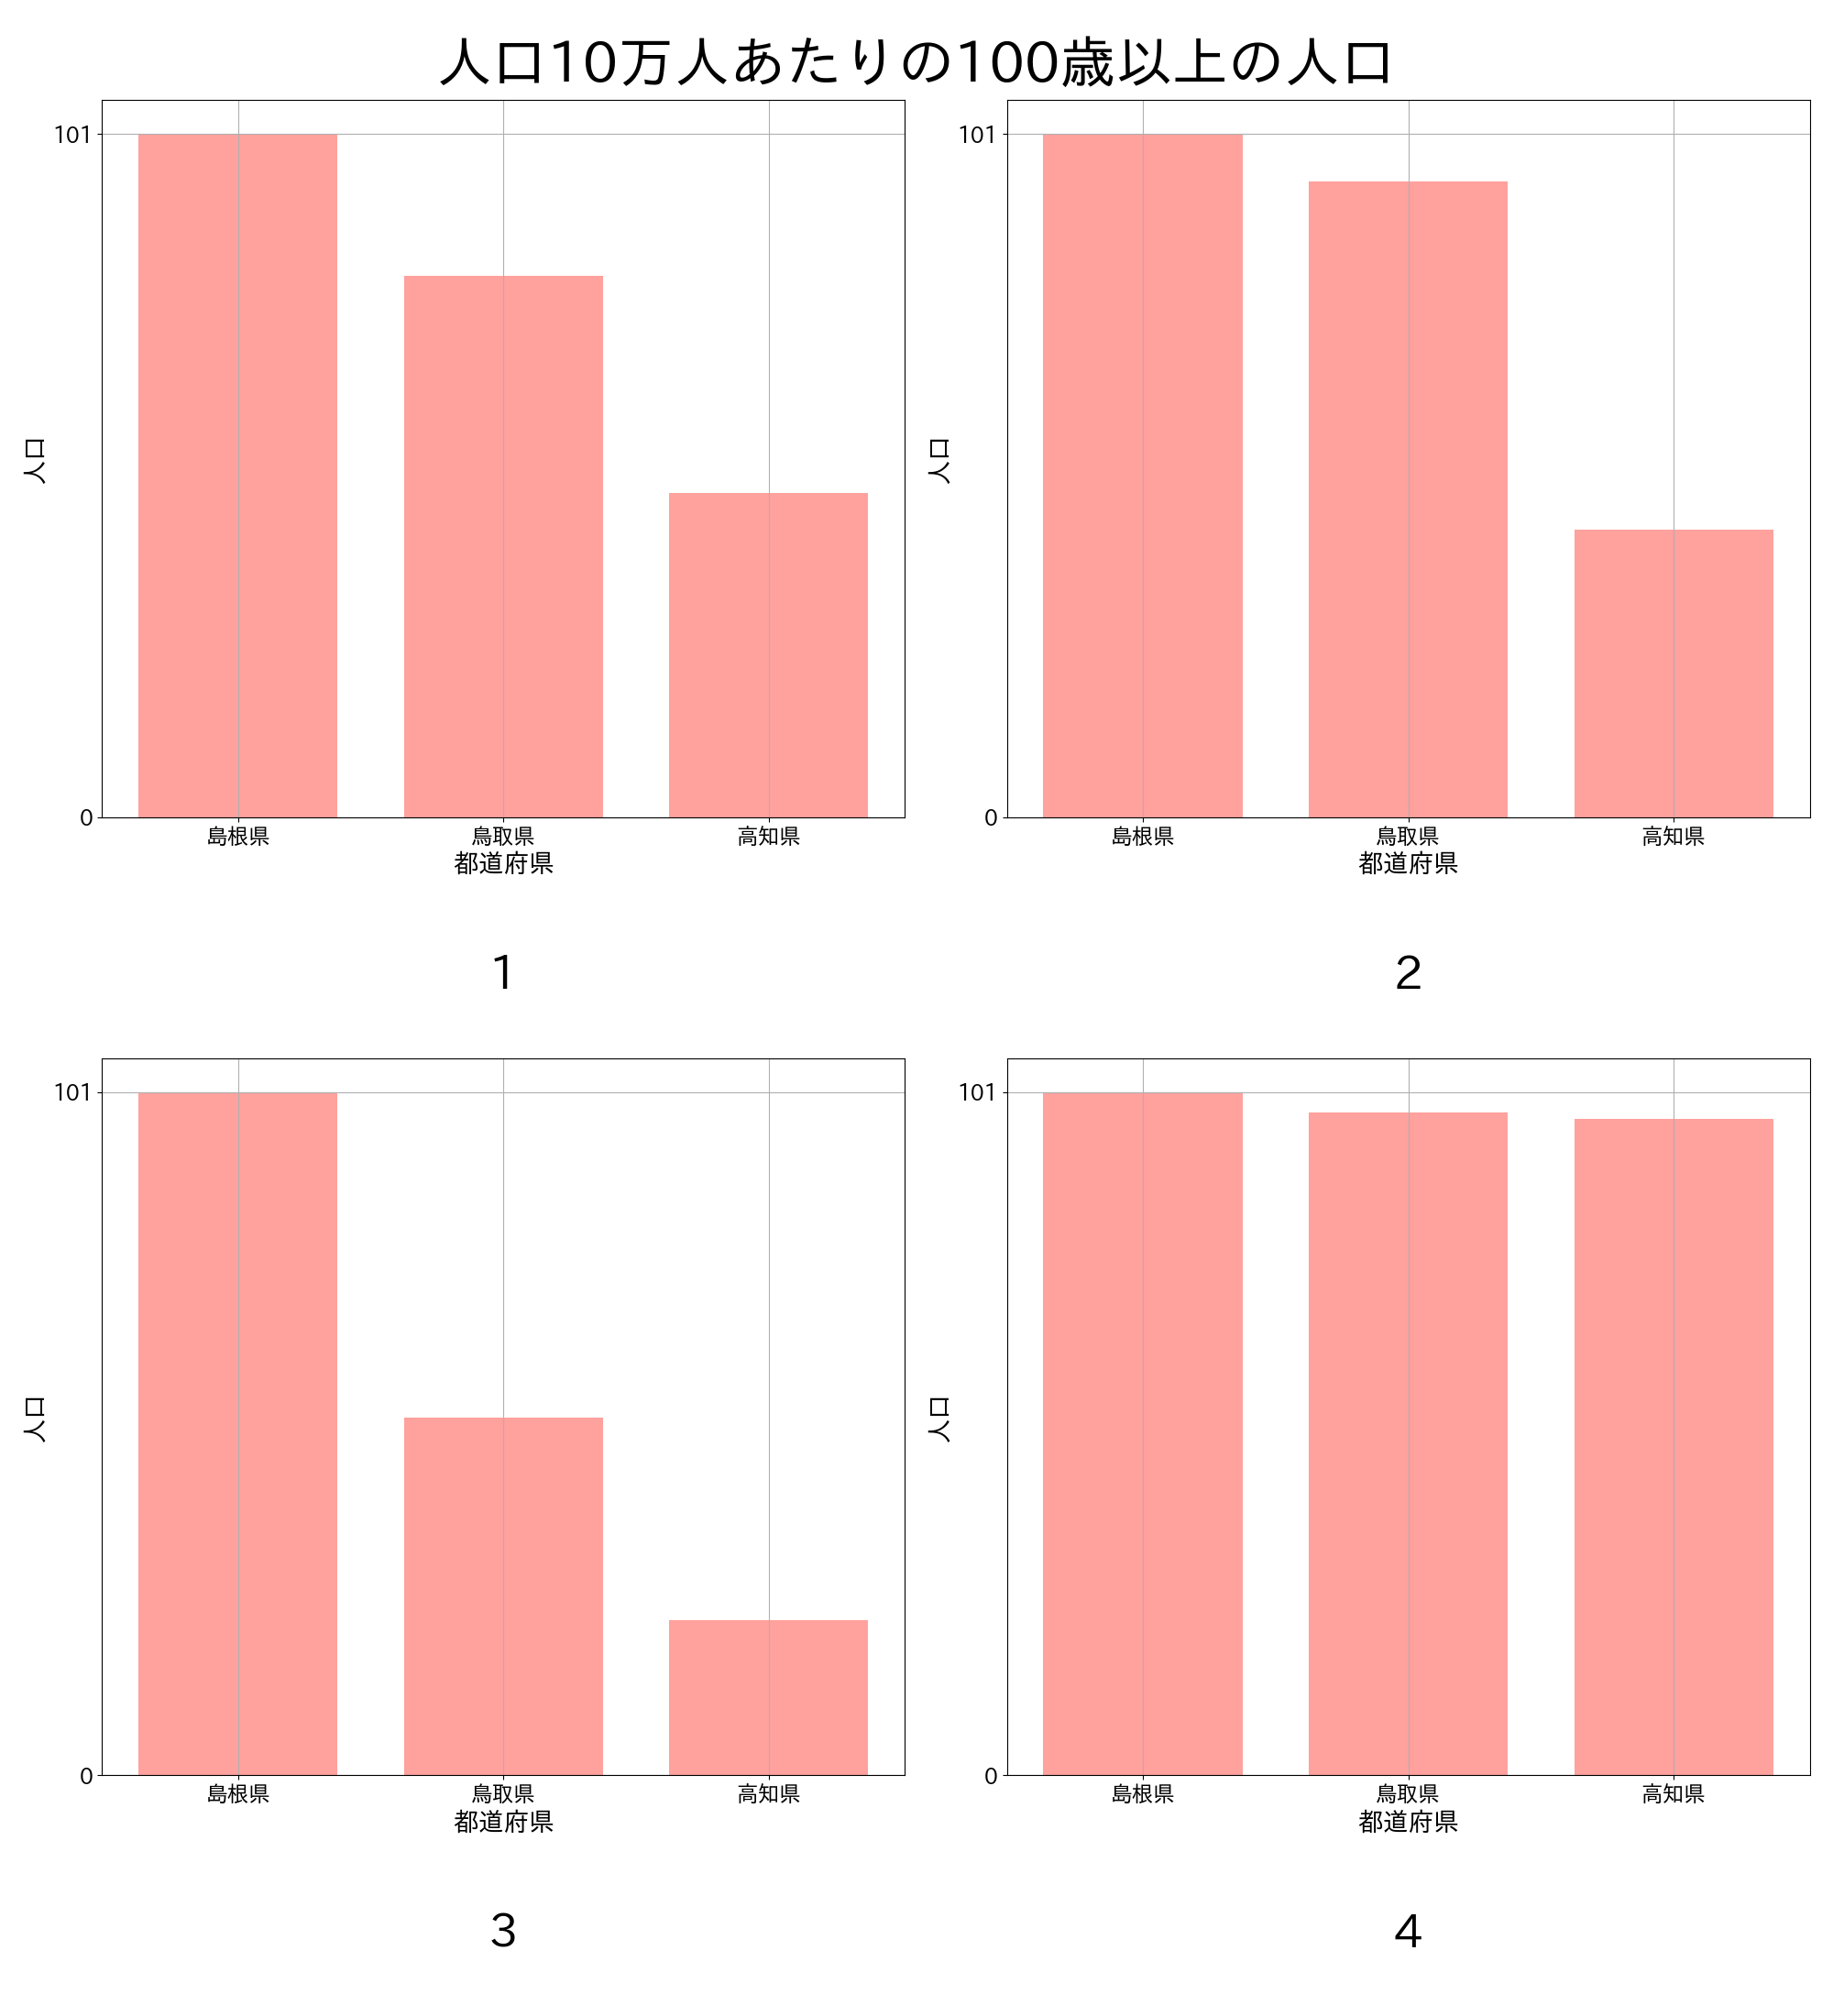 人口10万人あたりの100歳以上の人口
101
0
人口
島根県 鳥取県 高知県
都道府県
1
101
0
人口
島根県 鳥取県 高知県
都道府県
2
101
0
人口
島根県 鳥取県 高知県
都道府県
3
101
0
人口
島根県 鳥取県 高知県
都道府県
4